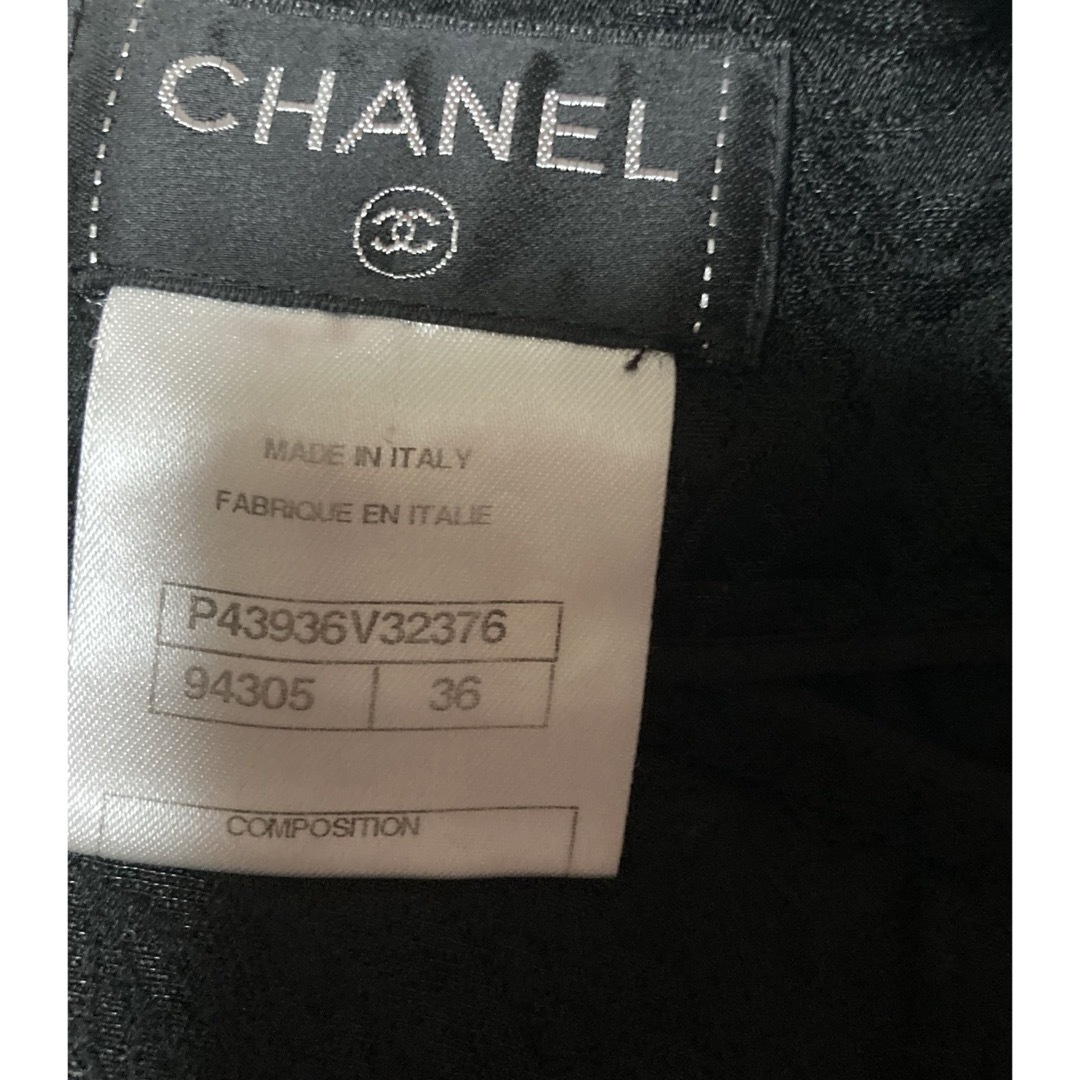 CHANEL
MADE IN ITALY
FABRIQUE EN ITALIE
P43936V32376
94305 36
COMPOSITION